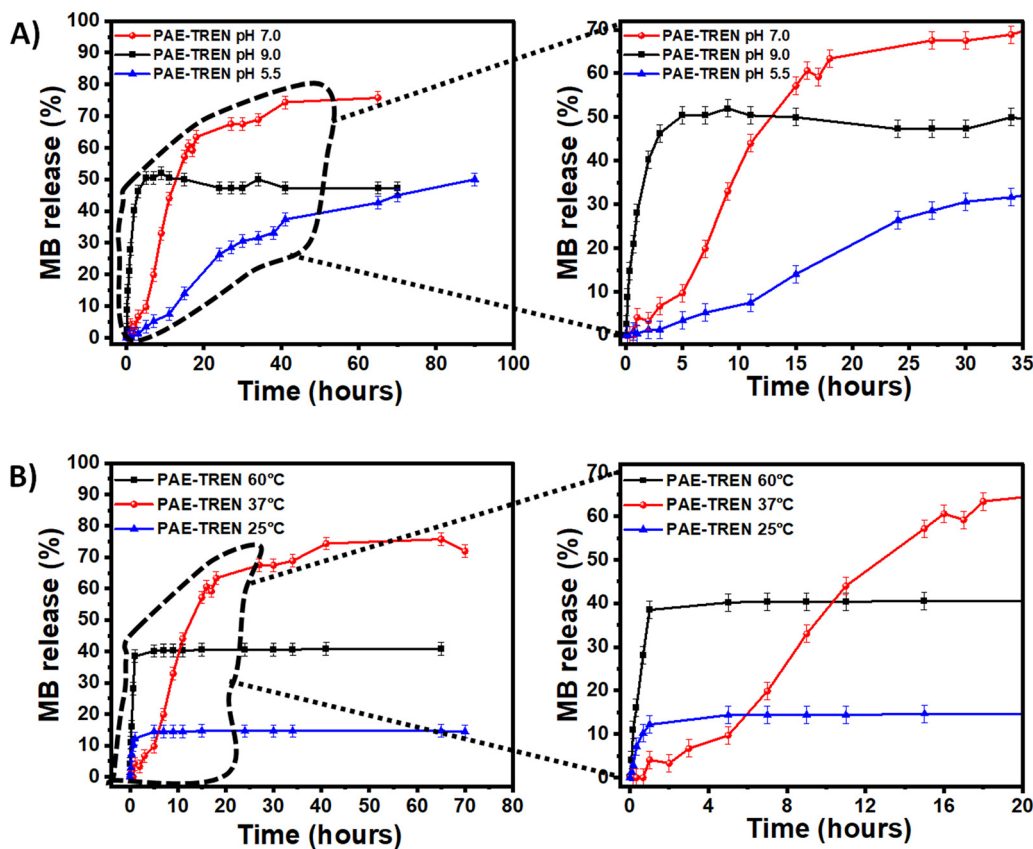 A)
MB release (%)
100
90
80
70
60
50
40
30
20
10
0
PAE-TREN pH 7.0
PAE-TREN pH 9.0
PAE-TREN pH 5.5
0 20 40 60 80 100
Time (hours)
MB release (%)
70
60
50
40
30
20
10
0
PAE-TREN pH 7.0
PAE-TREN pH 9.0
PAE-TREN pH 5.5
0 5 10 15 20 25 30 35
Time (hours)
B)
MB release (%)
100
90
80
70
60
50
40
30
20
10
0
PAE-TREN 60ºC
PAE-TREN 37ºC
PAE-TREN 25ºC
0 10 20 30 40 50 60 70 80
Time (hours)
MB release (%)
70
60
50
40
30
20
10
0
PAE-TREN 60ºC
PAE-TREN 37ºC
PAE-TREN 25ºC
0 4 8 12 16 20
Time (hours)